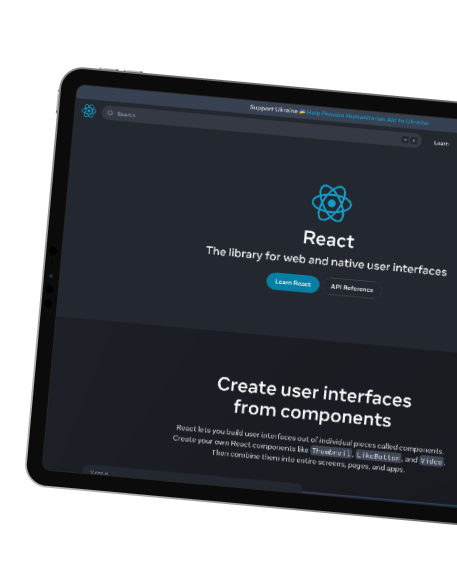 Support Ukraine 🇺🇦 Help Provide Humanitarian Aid to Ukraine.
Search
Learn
React
The library for web and native user interfaces
Learn React
API Reference
Create user interfaces
from components
React lets you build user interfaces out of individual pieces called components.
Create your own React components like Thumbnail, LikeButton, and Video.
Then combine them into entire screens, pages, and apps.